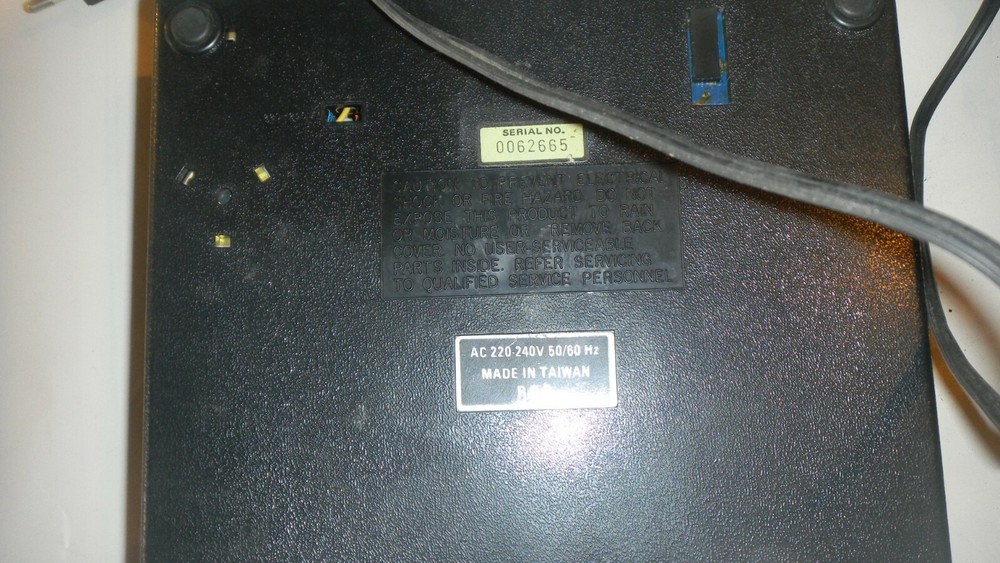 SERIAL NO.
0062665
CAUTION: TO PREVENT ELECTRICAL
SHOCK OR FIRE HAZARD, DO NOT
EXPOSE THIS PRODUCT TO RAIN
OR MOISTURE OR REMOVE BACK
COVER. NO USER-SERVICEABLE
PARTS INSIDE. REFER SERVICING
TO QUALIFIED SERVICE PERSONNEL
AC 220-240V 50/60 Hz
MADE IN TAIWAN